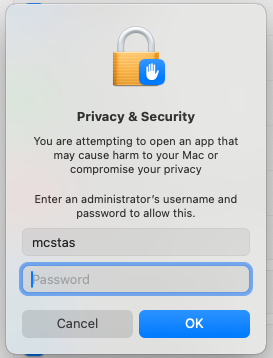 Privacy & Security
You are attempting to open an app that
may cause harm to your Mac or
compromise your privacy
Enter an administrator's username and
password to allow this.
mcstas
Password
Cancel
OK